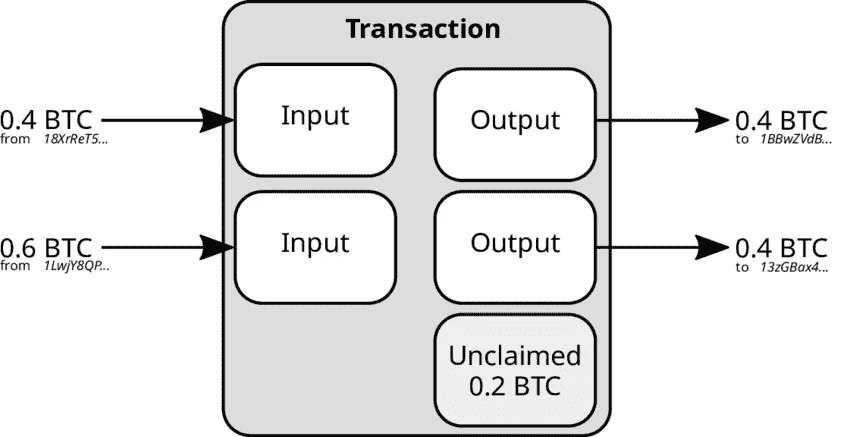 Transaction
0.4 BTC
from 18XrReT5...
Input
Output
0.4 BTC
to 1BBwZVdB...
0.6 BTC
from 1LwjY8QP...
Input
Output
0.4 BTC
to 13zGBax4...
Unclaimed
0.2 BTC